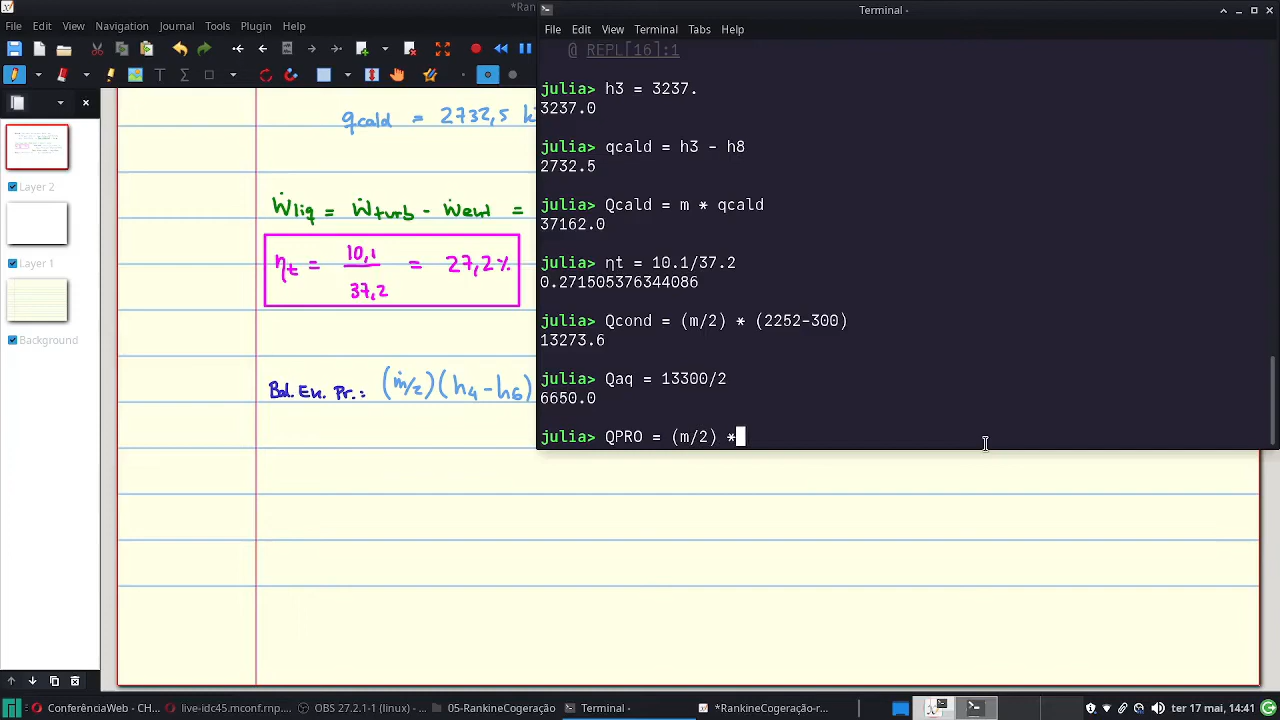 *Ran
File Edit View Navigation Journal Tools Plugin Help
Layer 2
Layer 1
Background
qcald = 2732,5 k
Ẇliq = Ẇturb - Ẇent =
ηt = 10,1 / 37,2 = 27,2%
Bal. En. Pr.: (ṁ/2)(h4 - h6)
Terminal -
File Edit View Terminal Tabs Help
@ REPL[16]:1
julia> h3 = 3237.
3237.0
julia> qcald = h3 - h8
2732.5
julia> Qcald = m * qcald
37162.0
julia> ηt = 10.1/37.2
0.271505376344086
julia> Qcond = (m/2) * (2252-300)
13273.6
julia> Qaq = 13300/2
6650.0
julia> QPRO = (m/2) *
ConferênciaWeb - CH...
live-idc45.mconf.rnp....
OBS 27.2.1-1 (linux) - ...
05-RankineCogeração
Terminal -
*RankineCogeração-r...
ter 17 mai, 14:41